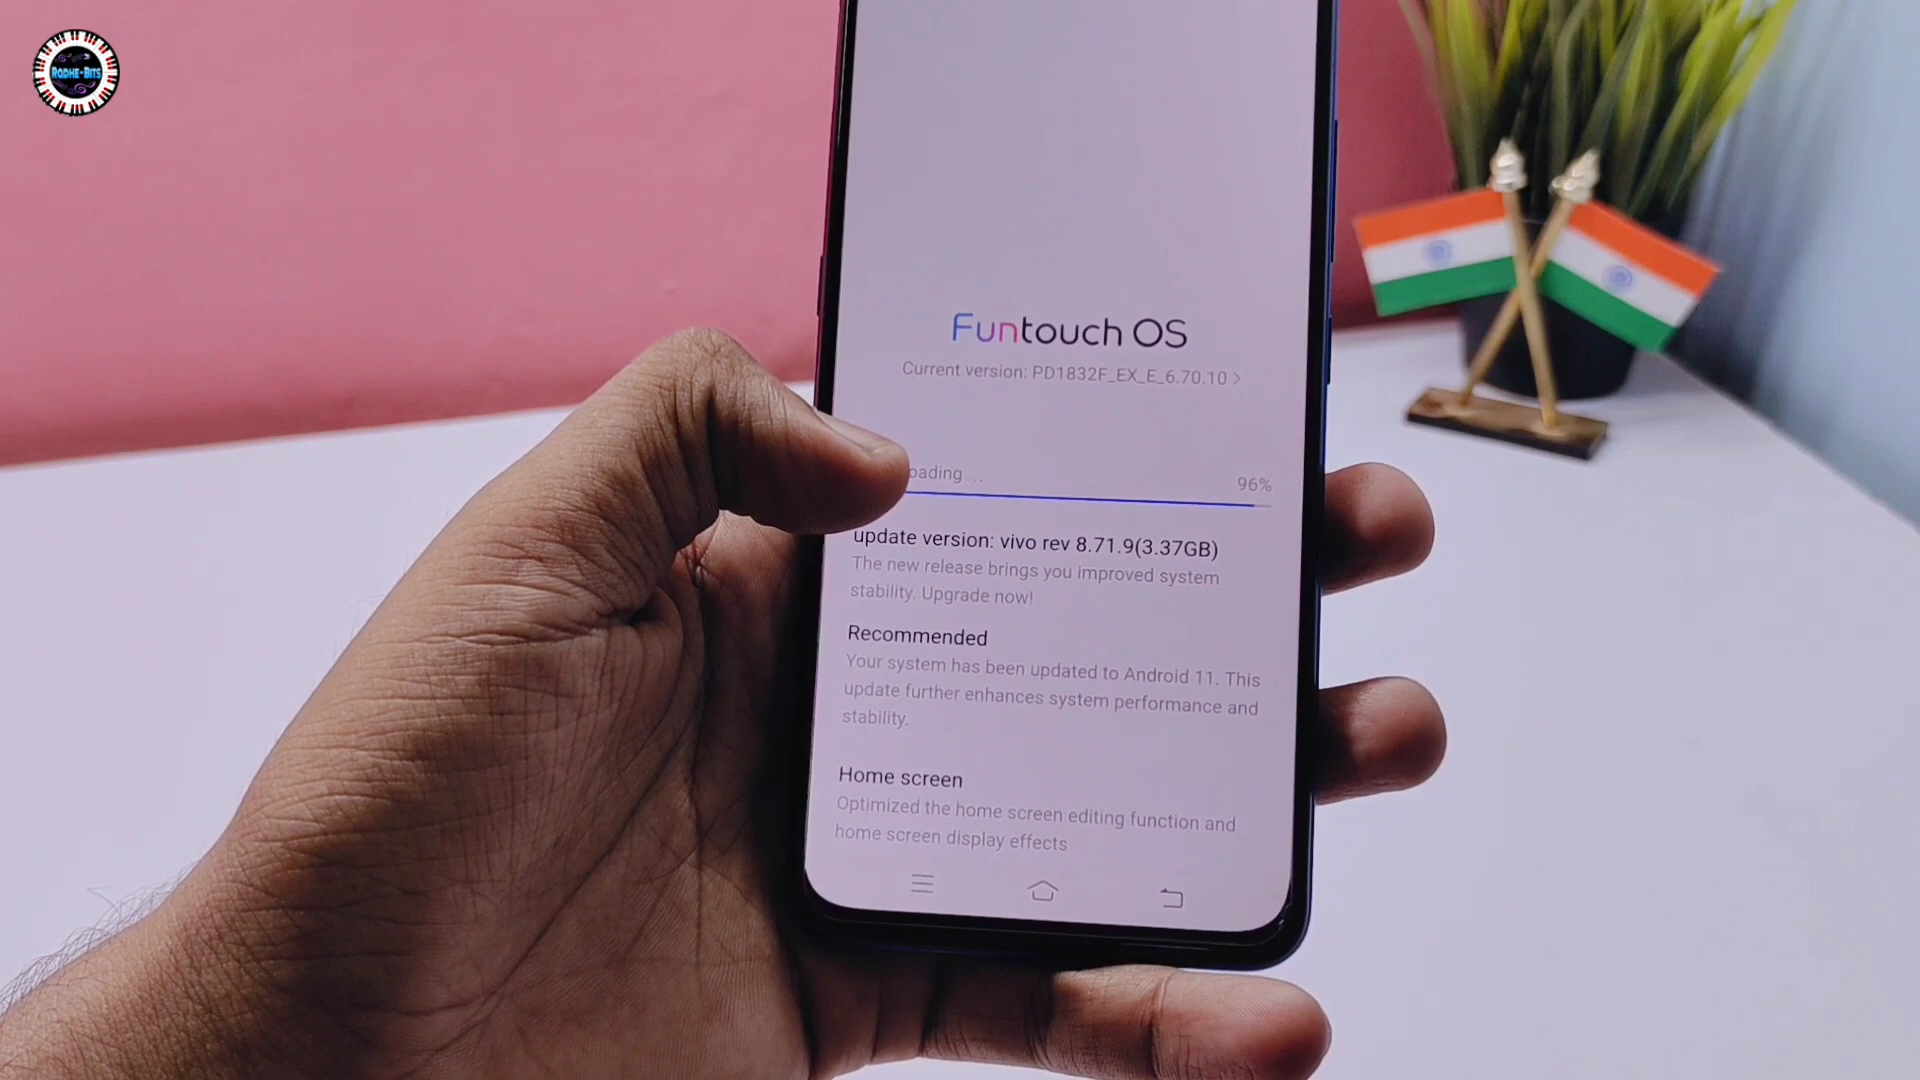 RODHE-BITS
Funtouch OS
Current version: PD1832F_EX_E_6.70.10 >
oading ...
96%
update version: vivo rev 8.71.9(3.37GB)
The new release brings you improved system
stability. Upgrade now!
Recommended
Your system has been updated to Android 11. This
update further enhances system performance and
stability.
Home screen
Optimized the home screen editing function and
home screen display effects